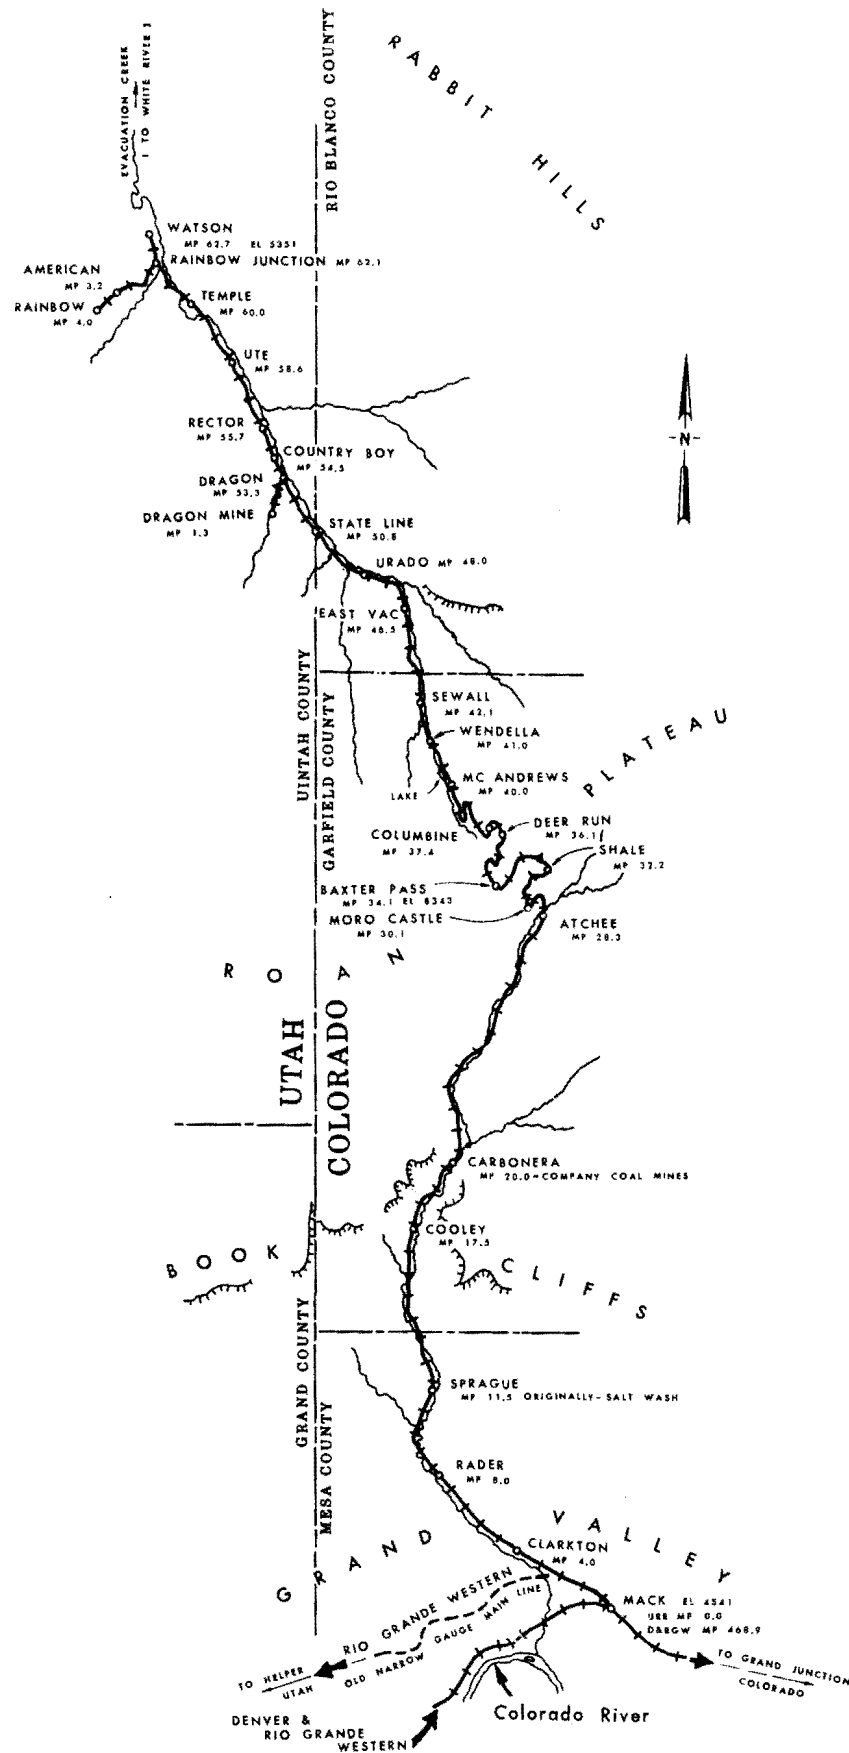 RABBIT HILLS
RIO BLANCO COUNTY
EVACUATION CREEK
( TO WHITE RIVER )
WATSON
MP 62.7 EL 5351
RAINBOW JUNCTION MP 62.1
AMERICAN
MP 3.2
RAINBOW
MP 4.0
TEMPLE
MP 60.0
UTE
MP 58.6
N
RECTOR
MP 55.7
COUNTRY BOY
MP 54.5
DRAGON
MP 53.3
DRAGON MINE
MP 1.3
STATE LINE
MP 50.8
URADO MP 48.0
EAST VAC
MP 46.5
UINTAH COUNTY
GARFIELD COUNTY
SEWALL
MP 42.1
WENDELLA
MP 41.0
MC ANDREWS
MP 40.0
LAKE
PLATEAU
COLUMBINE
MP 37.4
DEER RUN
MP 36.1
SHALE
MP 32.2
BAXTER PASS
MP 34.1 EL 8343
MORO CASTLE
MP 30.1
ATCHEE
MP 28.3
ROAN
UTAH
COLORADO
CARBONERA
MP 20.0-COMPANY COAL MINES
COOLEY
MP 17.5
BOOK CLIFFS
GRAND COUNTY
MESA COUNTY
SPRAGUE
MP 11.5 ORIGINALLY-SALT WASH
RADER
MP 8.0
GRAND VALLEY
CLARKTON
MP 4.0
MACK EL 4541
URR MP 0.0
D&RGW MP 468.9
RIO GRANDE WESTERN
OLD NARROW GAUGE MAIN LINE
TO HELPER
UTAH
TO GRAND JUNCTION
COLORADO
Colorado River
DENVER &
RIO GRANDE
WESTERN